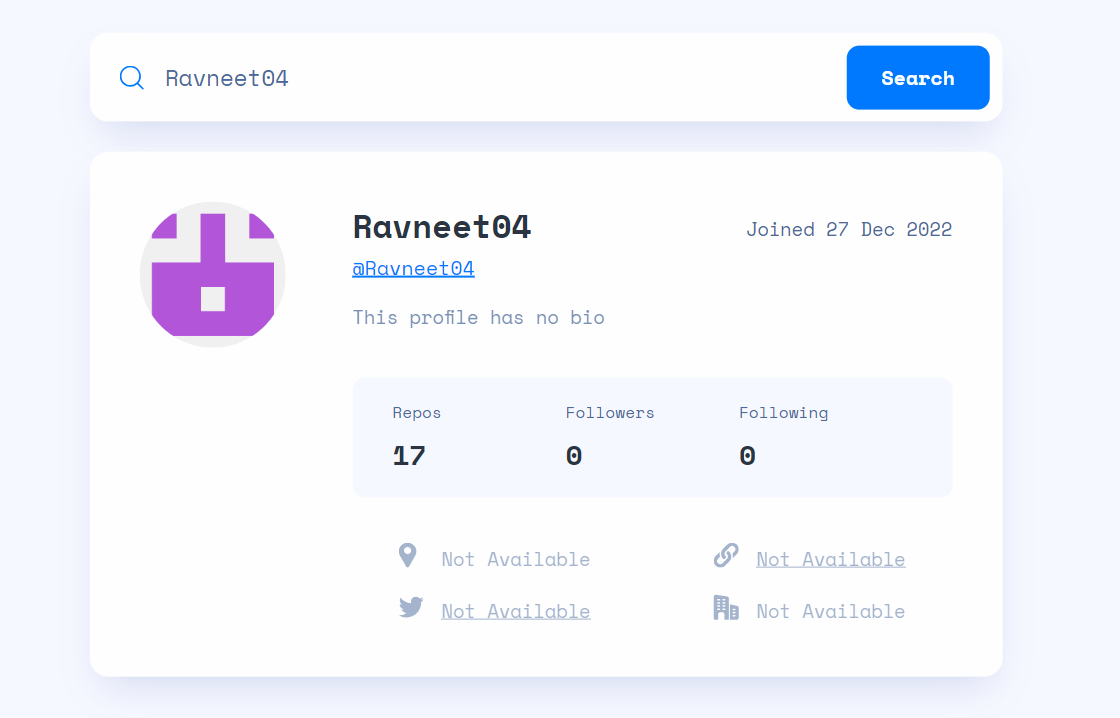 Ravneet04 Search
Ravneet04 Joined 27 Dec 2022
@Ravneet04
This profile has no bio
Repos Followers Following
17 0 0
Not Available Not Available
Not Available Not Available